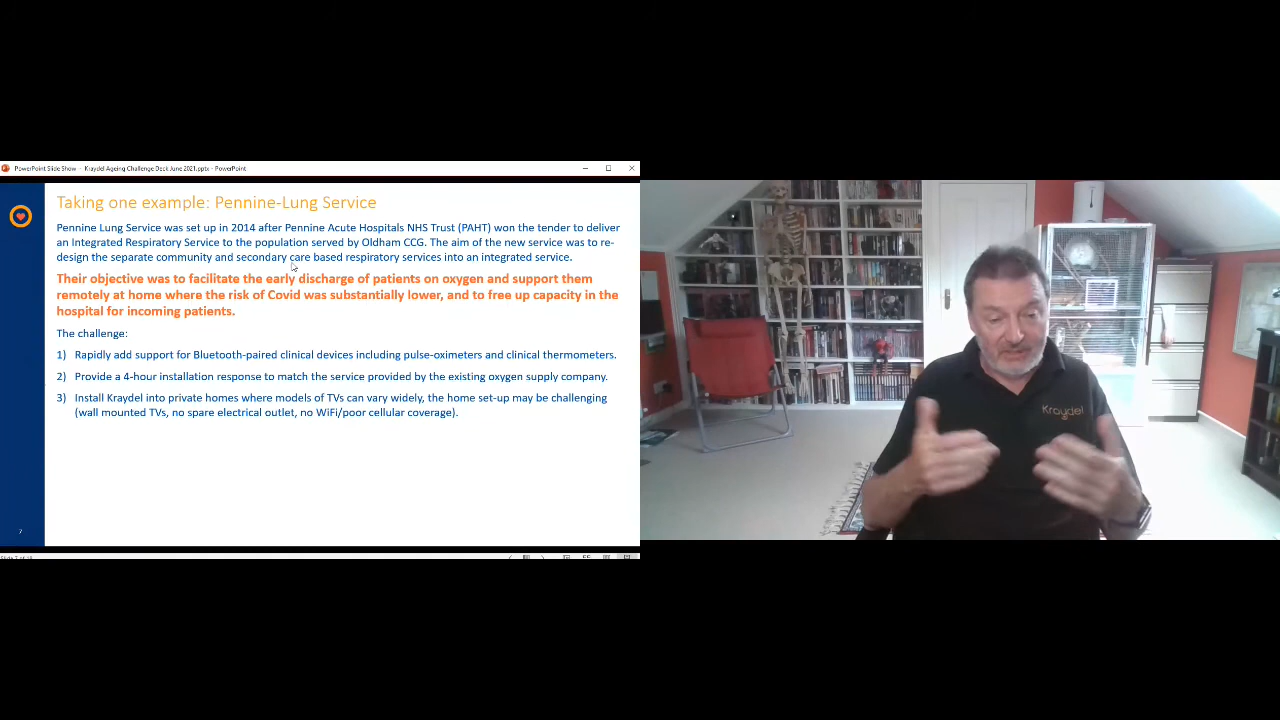 PowerPoint Slide Show - Kraydel Ageing Challenge Deck June 2021.pptx - PowerPoint
Taking one example: Pennine-Lung Service
Pennine Lung Service was set up in 2014 after Pennine Acute Hospitals NHS Trust (PAHT) won the tender to deliver
an Integrated Respiratory Service to the population served by Oldham CCG. The aim of the new service was to re-
design the separate community and secondary care based respiratory services into an integrated service.
Their objective was to facilitate the early discharge of patients on oxygen and support them
remotely at home where the risk of Covid was substantially lower, and to free up capacity in the
hospital for incoming patients.
The challenge:
1) Rapidly add support for Bluetooth-paired clinical devices including pulse-oximeters and clinical thermometers.
2) Provide a 4-hour installation response to match the service provided by the existing oxygen supply company.
3) Install Kraydel into private homes where models of TVs can vary widely, the home set-up may be challenging
(wall mounted TVs, no spare electrical outlet, no WiFi/poor cellular coverage).
7
Kraydel